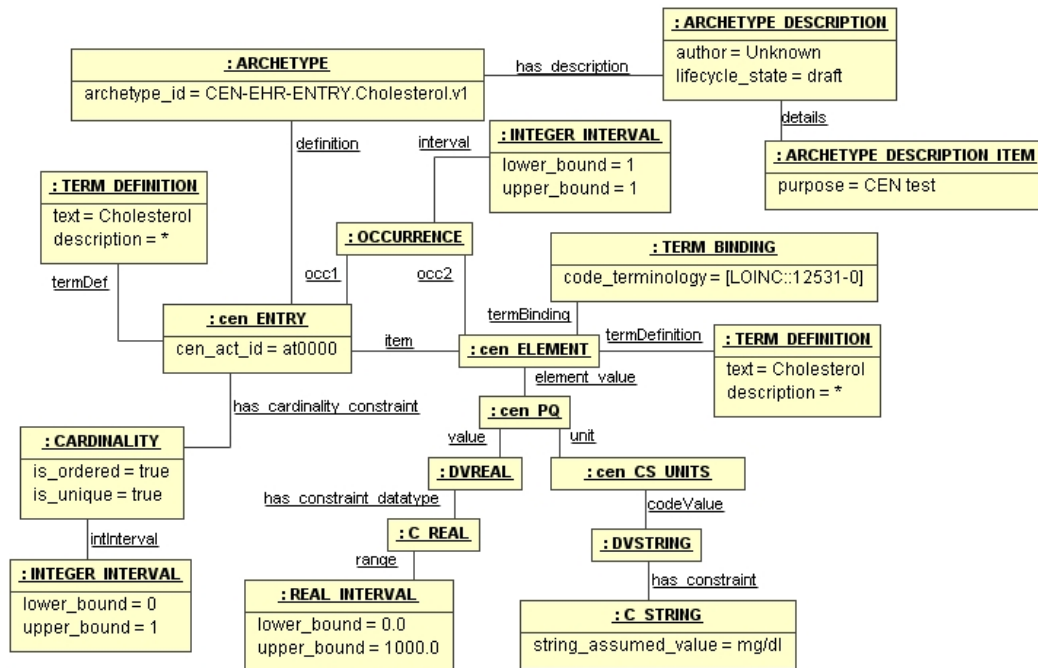 : ARCHETYPE DESCRIPTION
author = Unknown
lifecycle_state = draft
has_description
: ARCHETYPE
archetype_id = CEN-EHR-ENTRY.Cholesterol.v1
details
definition
interval
: INTEGER INTERVAL
lower_bound = 1
upper_bound = 1
: ARCHETYPE DESCRIPTION ITEM
purpose = CEN test
: TERM DEFINITION
text = Cholesterol
description = *
: OCCURRENCE
: TERM BINDING
code_terminology = [LOINC::12531-0]
termDef
occ1
occ2
termBinding
: cen ENTRY
cen_act_id = at0000
item
: cen ELEMENT
termDefinition
: TERM DEFINITION
text = Cholesterol
description = *
element_value
has_cardinality_constraint
: cen PQ
value
unit
: CARDINALITY
is_ordered = true
is_unique = true
: DVREAL
: cen CS UNITS
has_constraint_datatype
codeValue
intInterval
: C REAL
: DVSTRING
range
has_constraint
: INTEGER INTERVAL
lower_bound = 0
upper_bound = 1
: REAL INTERVAL
lower_bound = 0.0
upper_bound = 1000.0
: C STRING
string_assumed_value = mg/dl